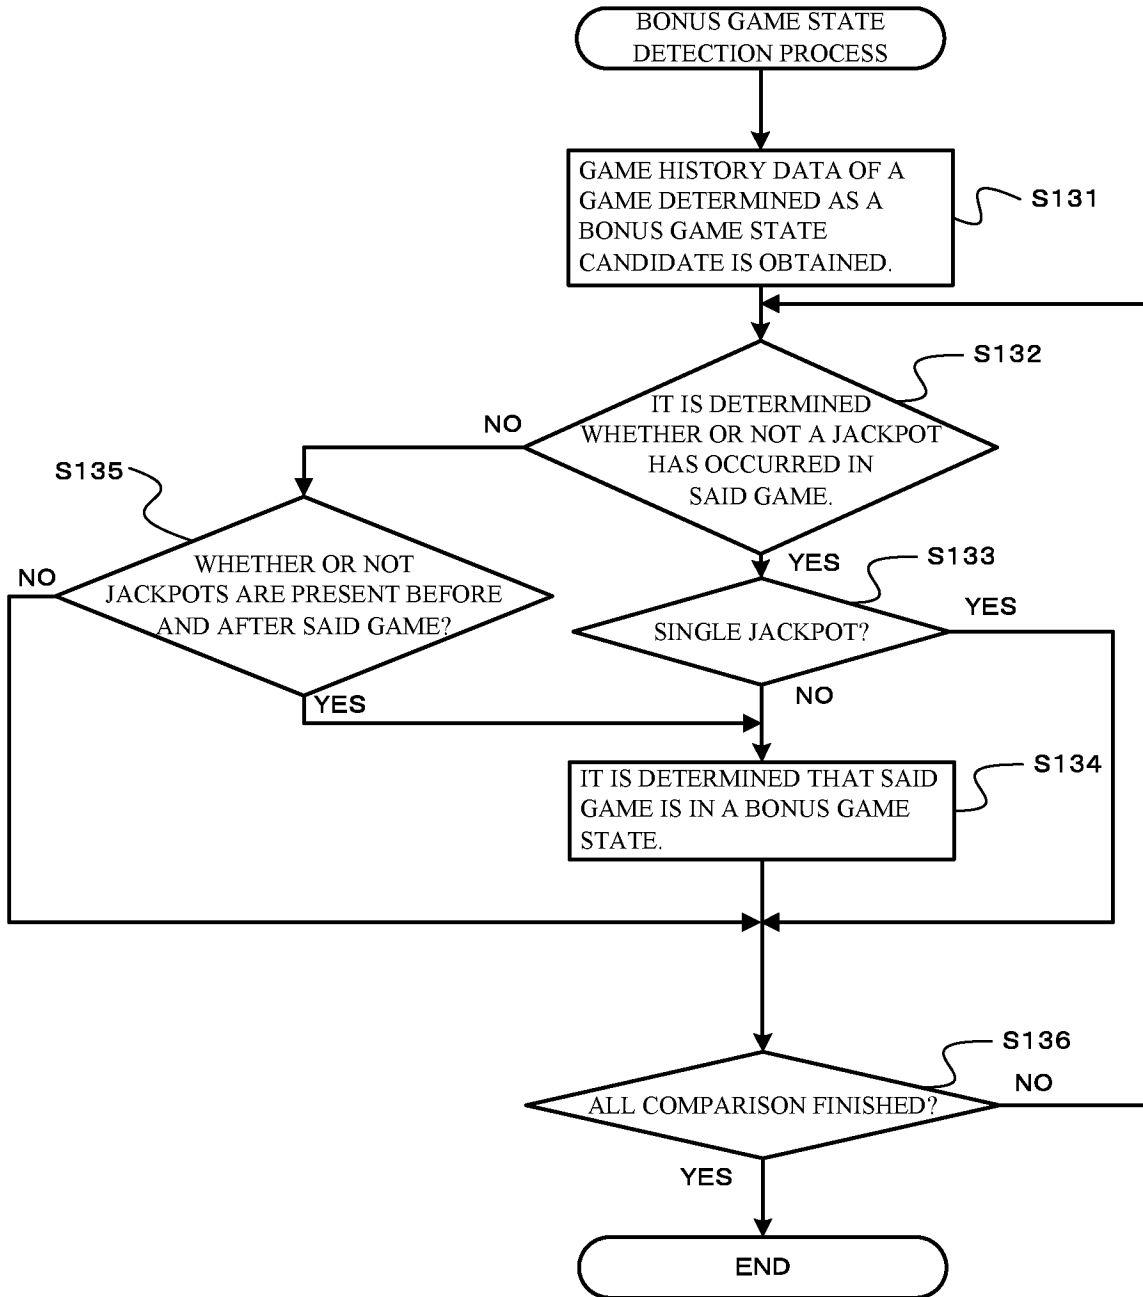 BONUS GAME STATE
DETECTION PROCESS
GAME HISTORY DATA OF A
GAME DETERMINED AS A
BONUS GAME STATE
CANDIDATE IS OBTAINED.
S131
S132
IT IS DETERMINED
WHETHER OR NOT A JACKPOT
HAS OCCURRED IN
SAID GAME.
NO
YES
S135
WHETHER OR NOT
JACKPOTS ARE PRESENT BEFORE
AND AFTER SAID GAME?
NO
YES
S133
SINGLE JACKPOT?
YES
NO
S134
IT IS DETERMINED THAT SAID
GAME IS IN A BONUS GAME
STATE.
S136
ALL COMPARISON FINISHED?
NO
YES
END